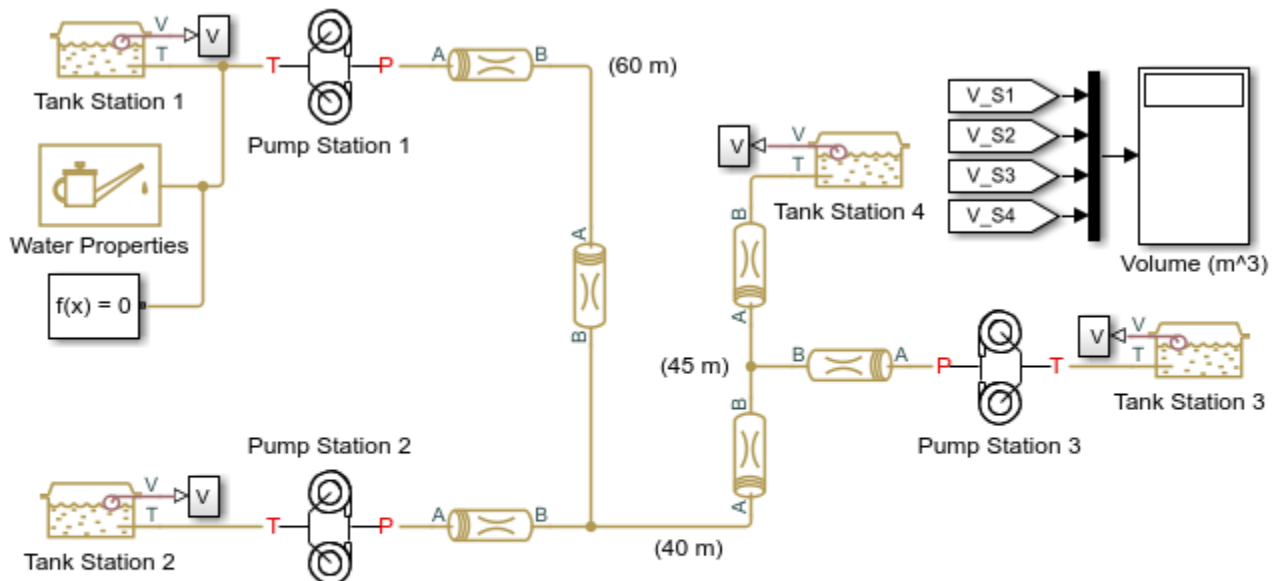 V
V
T
T
P
A
B
(60 m)
Tank Station 1
Pump Station 1
V_S1
V_S2
V_S3
V_S4
V
V
T
Tank Station 4
Volume (m^3)
Water Properties
A
B
B
A
f(x) = 0
(45 m)
B
A
P
T
V
V
T
Tank Station 3
Pump Station 3
B
A
Pump Station 2
V
V
T
T
P
A
B
Tank Station 2
(40 m)